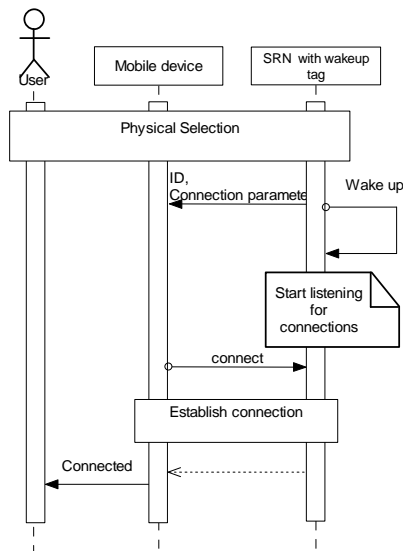 User
Mobile device
SRN with wakeup
tag
Physical Selection
ID,
Connection paramete
Wake up
Start listening
for
connections
connect
Establish connection
Connected